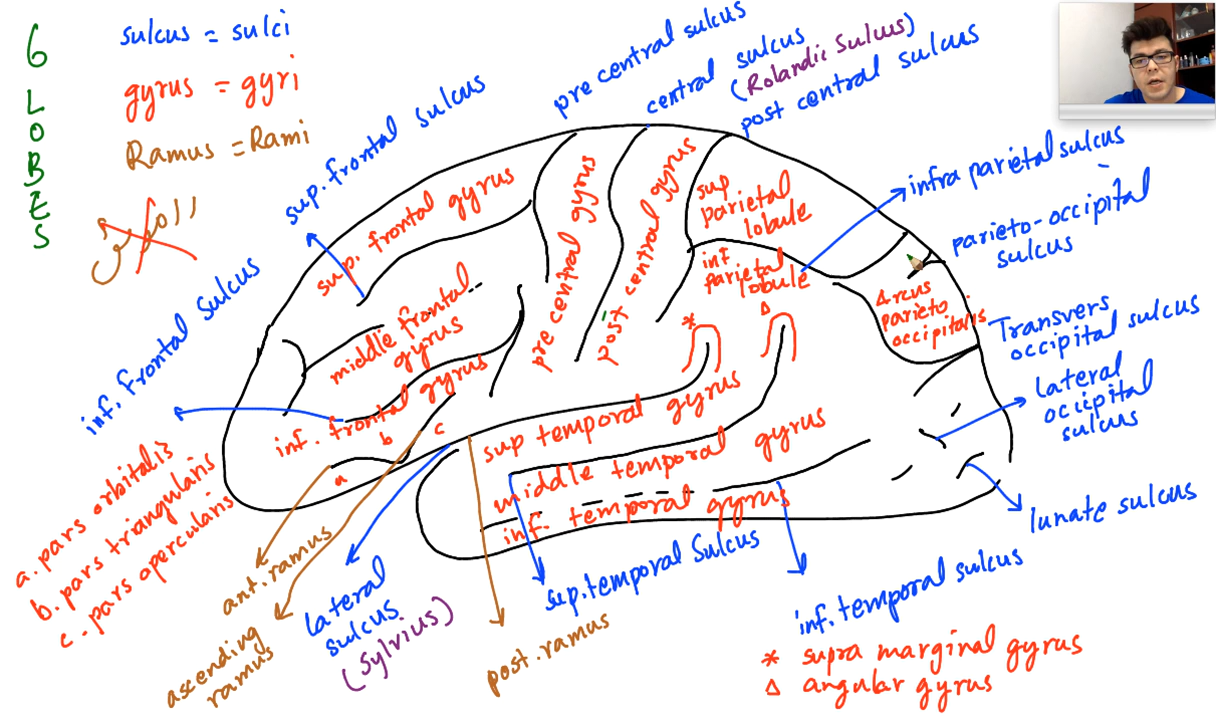 6
L
O
B
E
S
sulcus = sulci
gyrus = gyri
Ramus = Rami
inf. frontal sulcus
sup. frontal sulcus
pre central sulcus
central sulcus
(Rolandic Sulcus)
post central sulcus
infra parietal sulcus
parieto-occipital
sulcus
Transvers
occipital sulcus
Lateral
occipital
sulcus
lunate sulcus
sup. frontal gyrus
middle frontal
gyrus
inf. frontal gyrus
a
b
c
pre central gyrus
post central gyrus
sup
parietal
lobule
inf
parietal
lobule
*
Δ
Arcus
parieto
occipitalis
sup temporal gyrus
middle temporal gyrus
inf. temporal gyrus
a. pars orbitalis
b. pars triangularis
c. pars opercularis
ant. ramus
ascending
ramus
Lateral
sulcus
(Sylvius)
post. ramus
sup. temporal Sulcus
inf. temporal sulcus
* supra marginal gyrus
Δ angular gyrus